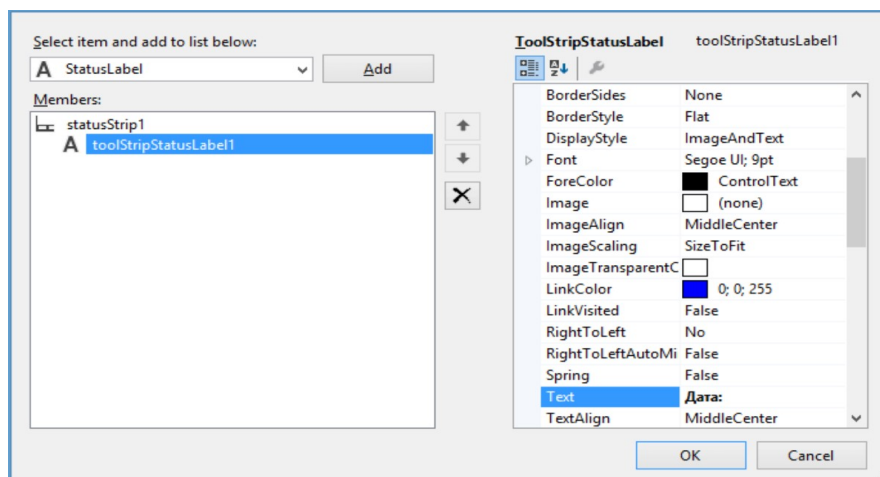 Select item and add to list below:
StatusLabel
Add
Members:
statusStrip1
toolStripStatusLabel1
ToolStripStatusLabel toolStripStatusLabel1
BorderSides None
BorderStyle Flat
DisplayStyle ImageAndText
Font Segoe UI; 9pt
ForeColor ControlText
Image (none)
ImageAlign MiddleCenter
ImageScaling SizeToFit
ImageTransparentC
LinkColor 0; 0; 255
LinkVisited False
RightToLeft No
RightToLeftAutoMi False
Spring False
Text Дата:
TextAlign MiddleCenter
OK Cancel